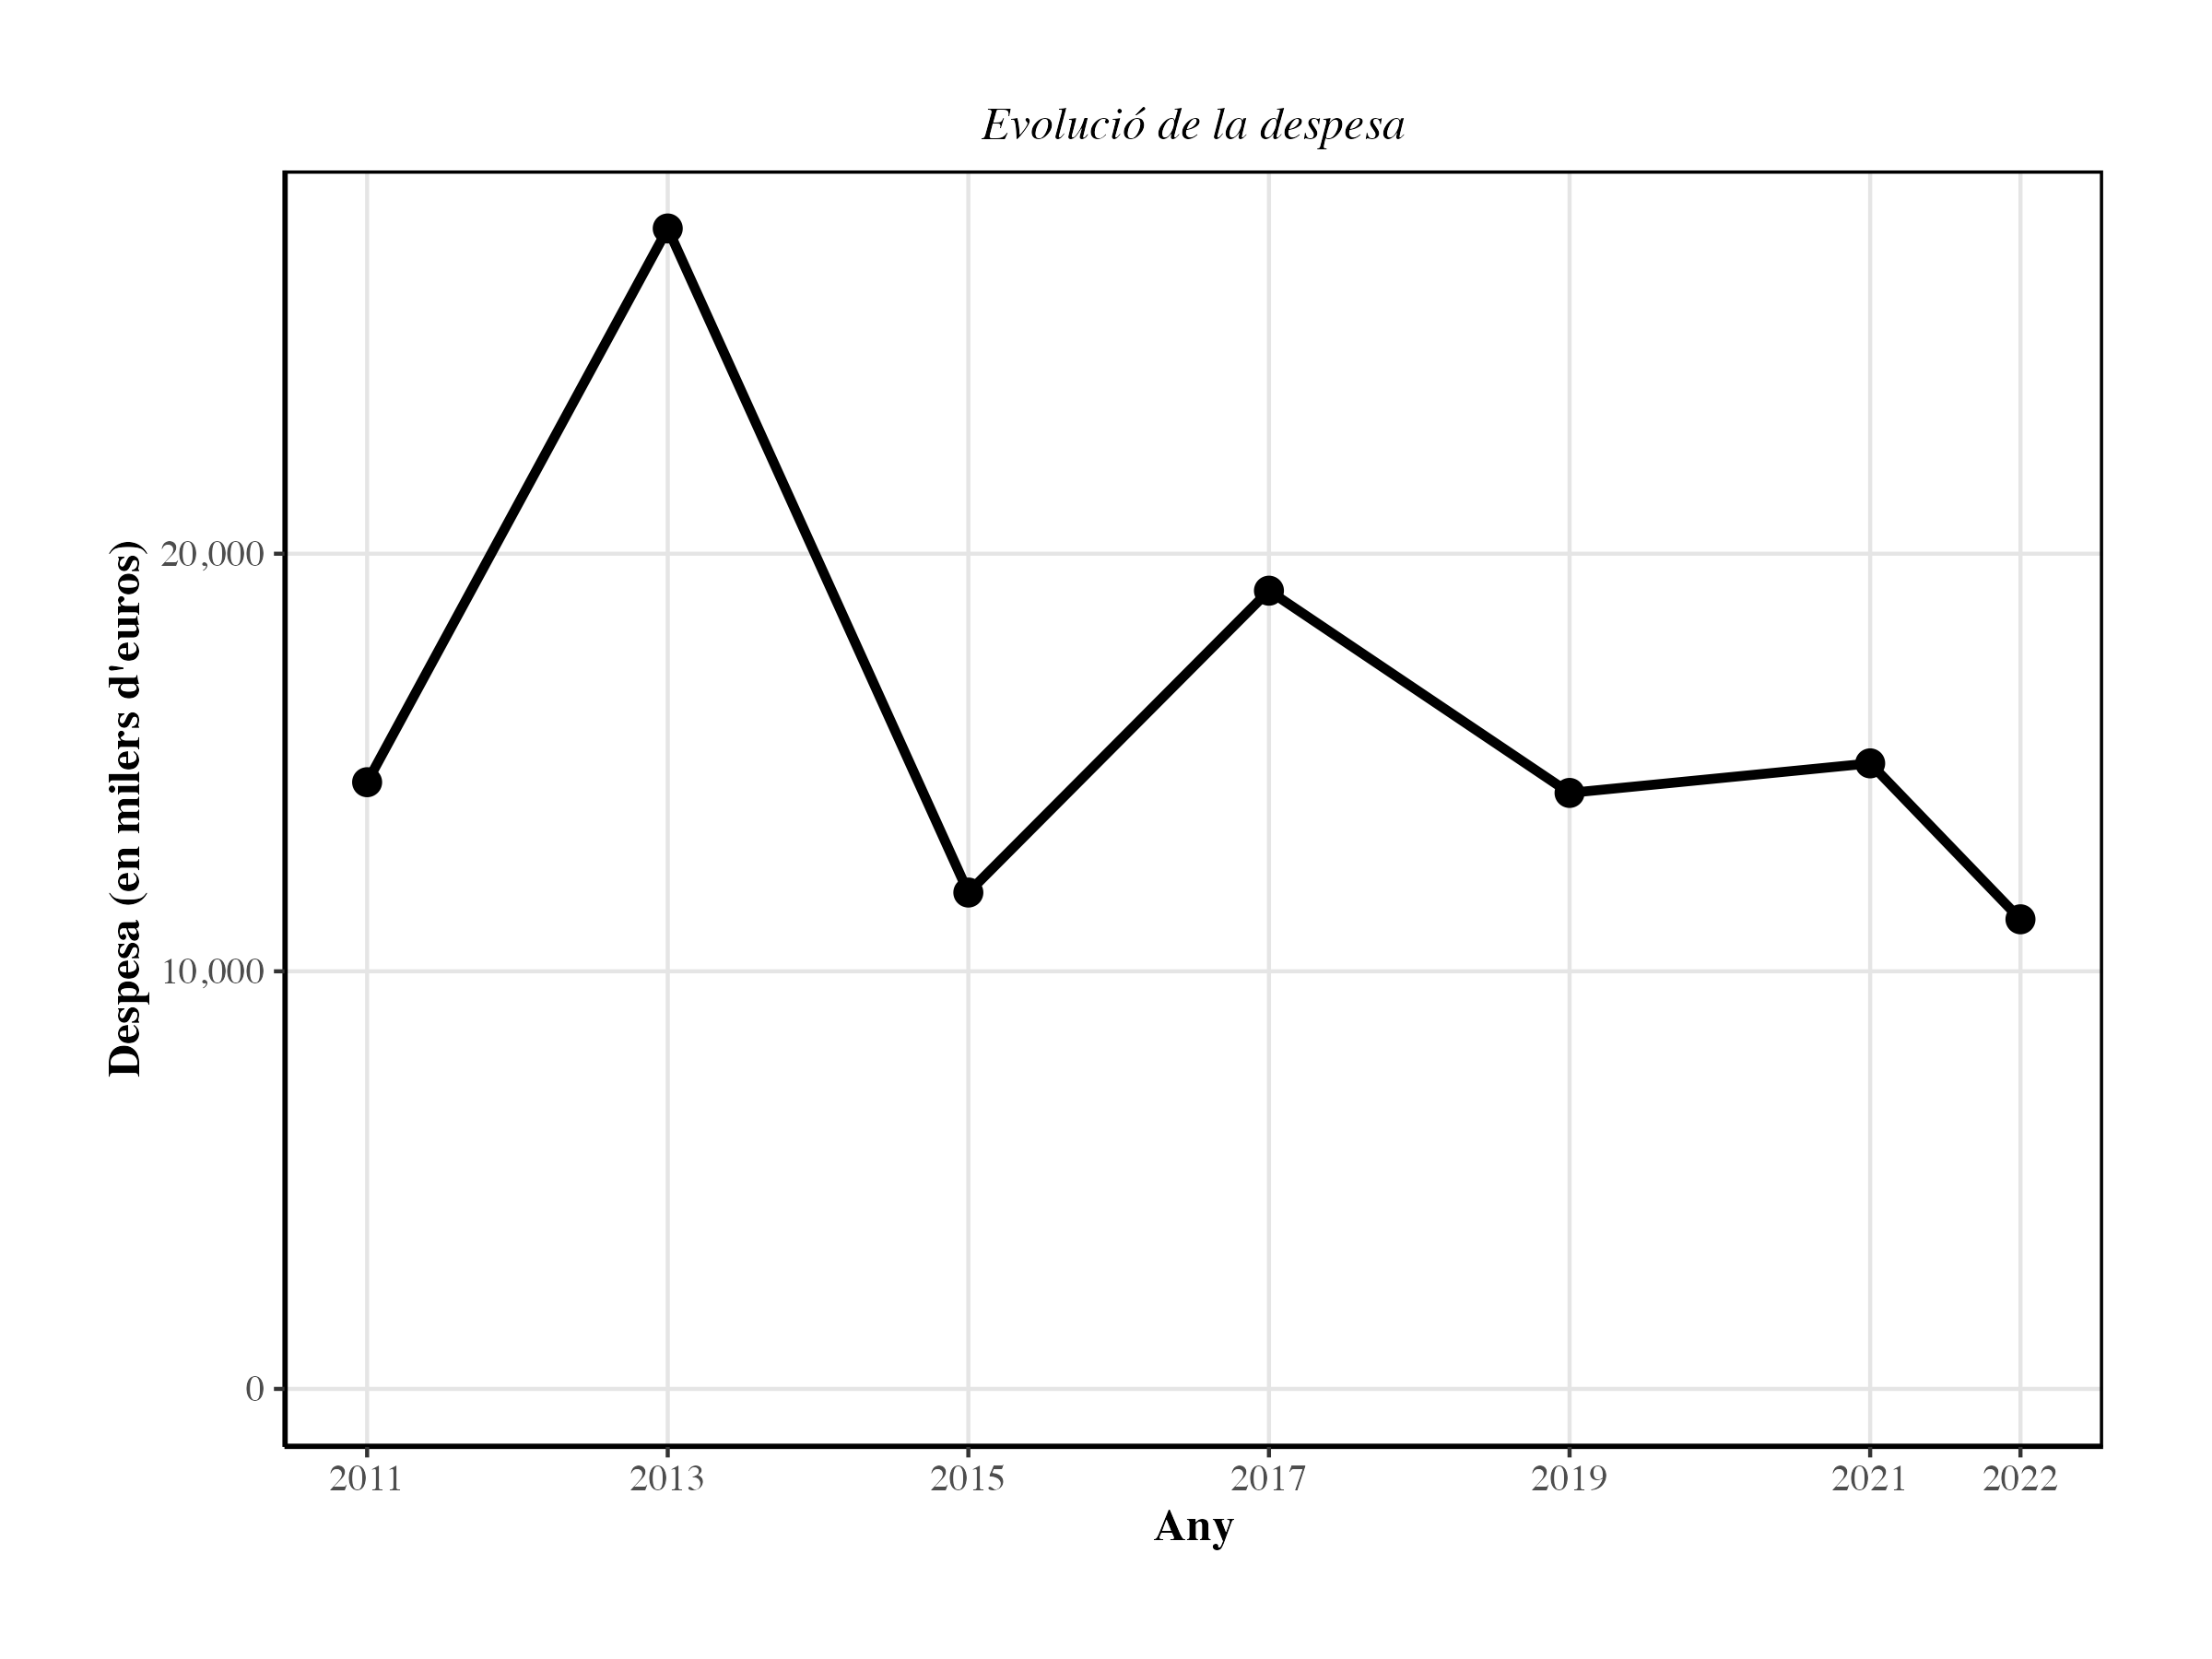 Evolució de la despesa
Despesa (en milers d'euros)
20,000
10,000
0
2011 2013 2015 2017 2019 2021 2022
Any